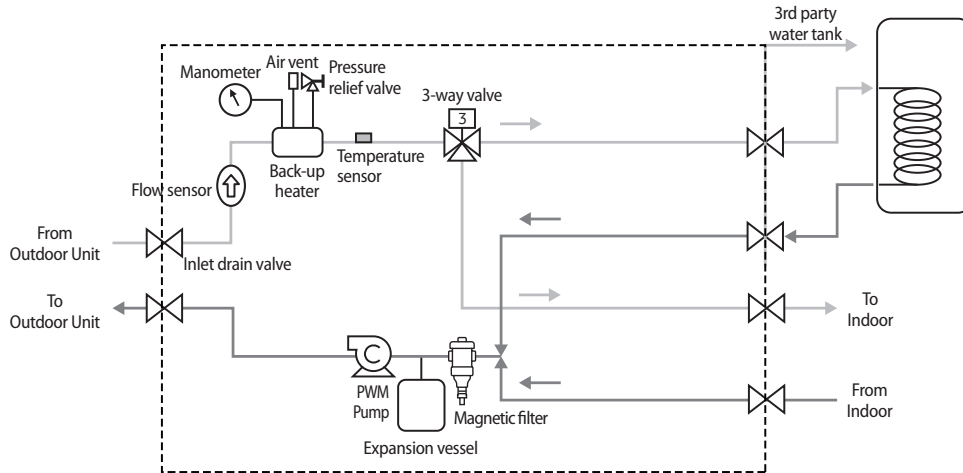 3rd party
water tank
Air vent
Manometer
Pressure
relief valve
3-way valve
3
Temperature
sensor
Back-up
heater
Flow sensor
From
Outdoor Unit
Inlet drain valve
To
Outdoor Unit
To
Indoor
C
PWM
Pump
Magnetic filter
From
Indoor
Expansion vessel